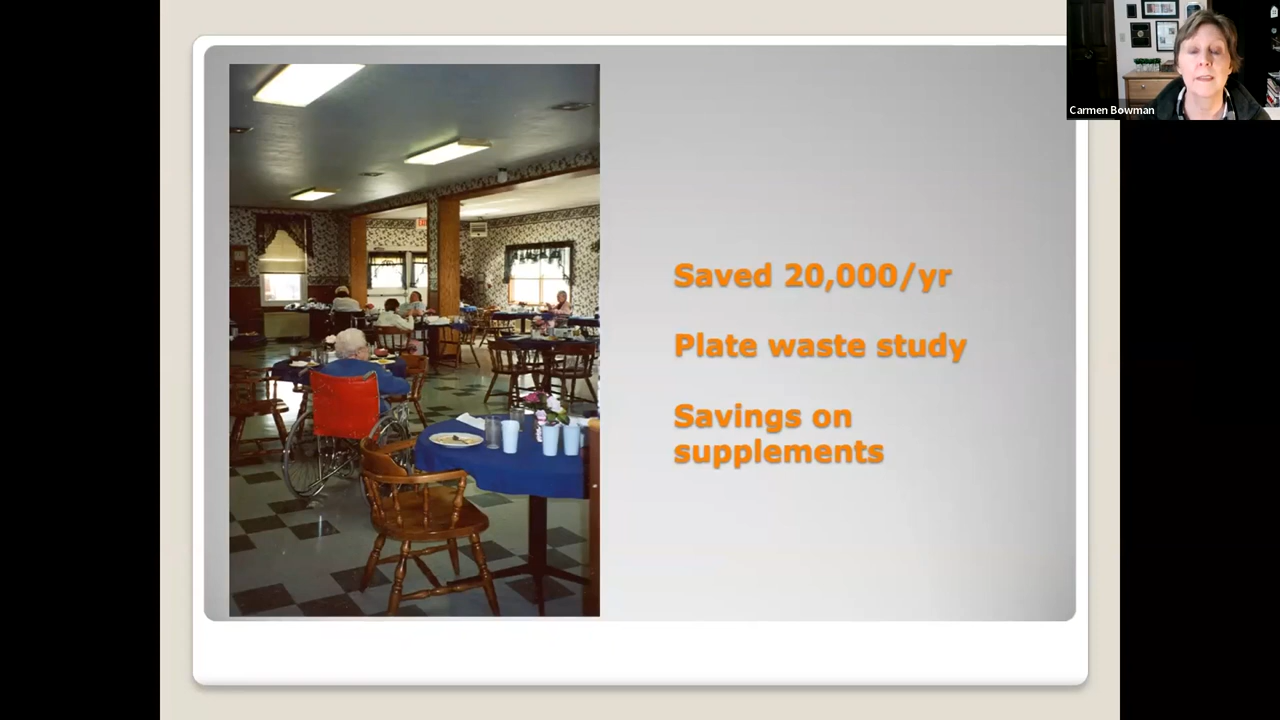 Carmen Bowman
Saved 20,000/yr
Plate waste study
Savings on
supplements